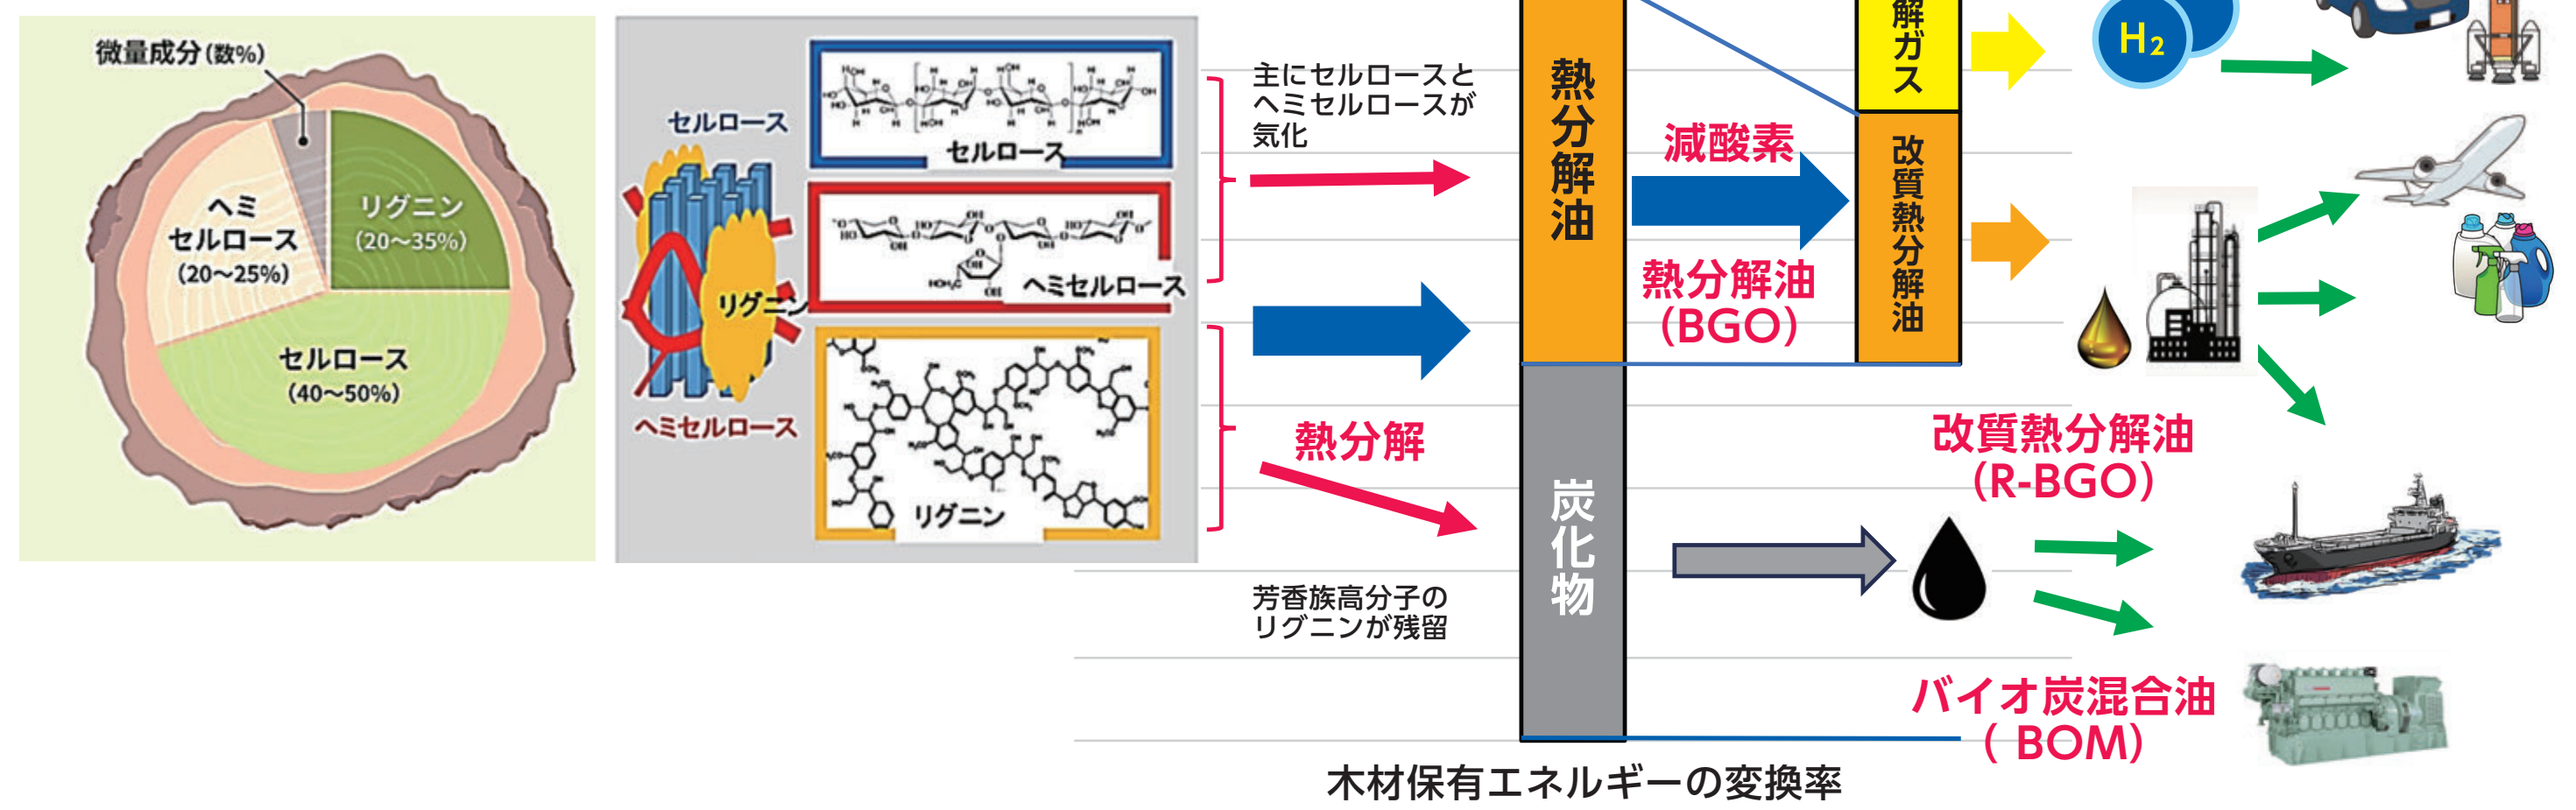 微量成分(数%)
ヘミ
セルロース
(20〜25%)
リグニン
(20〜35%)
セルロース
(40〜50%)
セルロース
リグニン
ヘミセルロース
セルロース
ヘミセルロース
リグニン
主にセルロースと
ヘミセルロースが
気化
熱分解
芳香族高分子の
リグニンが残留
熱分解油
炭化物
減酸素
熱分解油
(BGO)
解ガス
改質熱分解油
H2
改質熱分解油
(R-BGO)
バイオ炭混合油
( BOM)
木材保有エネルギーの変換率